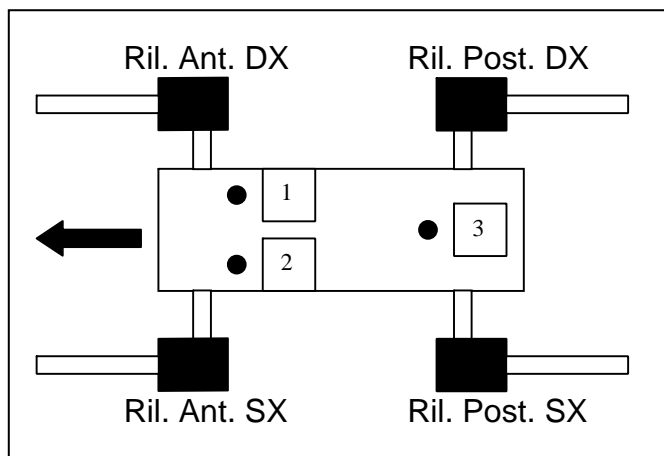 Ril. Ant. DX
Ril. Post. DX
1
2
3
Ril. Ant. SX
Ril. Post. SX